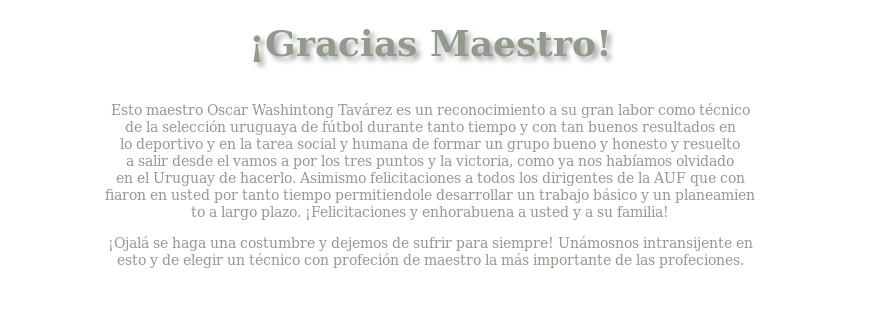 ¡Gracias Maestro!
Esto maestro Oscar Washintong Tavárez es un reconocimiento a su gran labor como técnico
de la selección uruguaya de fútbol durante tanto tiempo y con tan buenos resultados en
lo deportivo y en la tarea social y humana de formar un grupo bueno y honesto y resuelto
a salir desde el vamos a por los tres puntos y la victoria, como ya nos habíamos olvidado
en el Uruguay de hacerlo. Asimismo felicitaciones a todos los dirigentes de la AUF que con
fiaron en usted por tanto tiempo permitiendole desarrollar un trabajo básico y un planeamien
to a largo plazo. ¡Felicitaciones y enhorabuena a usted y a su familia!
¡Ojalá se haga una costumbre y dejemos de sufrir para siempre! Unámosnos intransijente en
esto y de elegir un técnico con profeción de maestro la más importante de las profeciones.